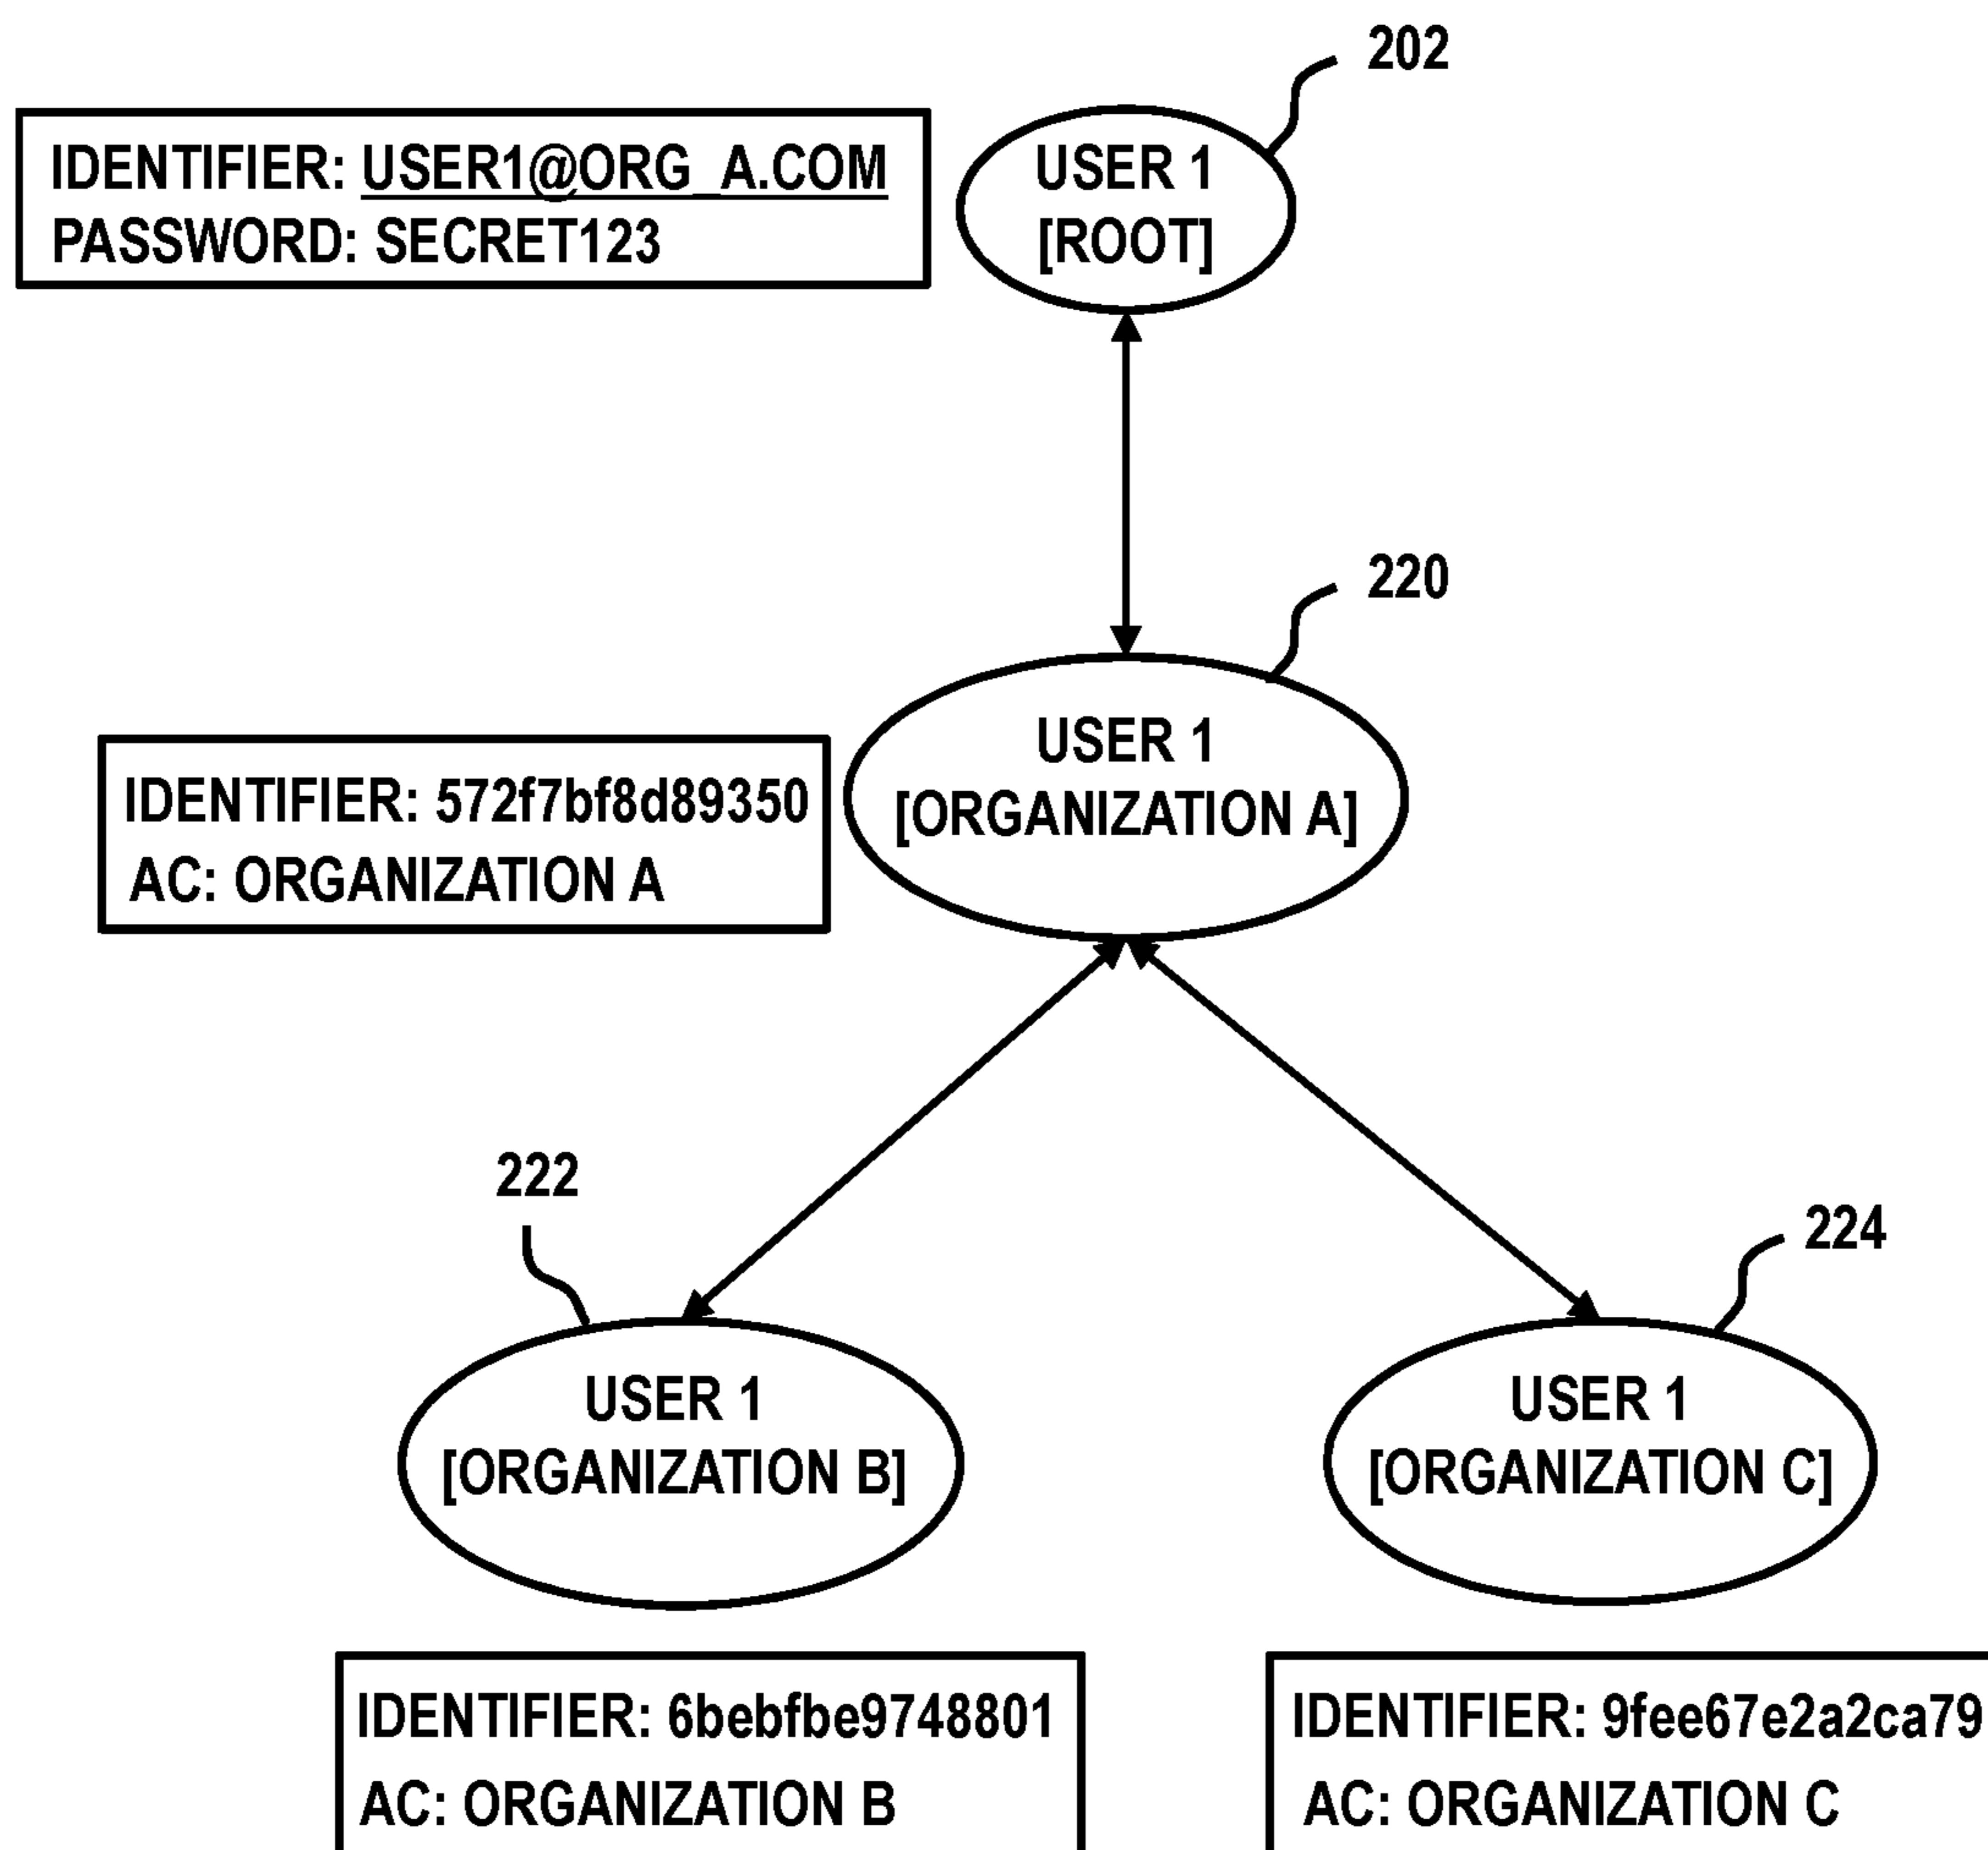 202
IDENTIFIER: USER1@ORG_A.COM
PASSWORD: SECRET123
USER 1
[ROOT]
220
USER 1
[ORGANIZATION A]
IDENTIFIER: 572f7bf8d89350
AC: ORGANIZATION A
222
224
USER 1
[ORGANIZATION B]
USER 1
[ORGANIZATION C]
IDENTIFIER: 6bebfbe9748801
AC: ORGANIZATION B
IDENTIFIER: 9fee67e2a2ca79
AC: ORGANIZATION C